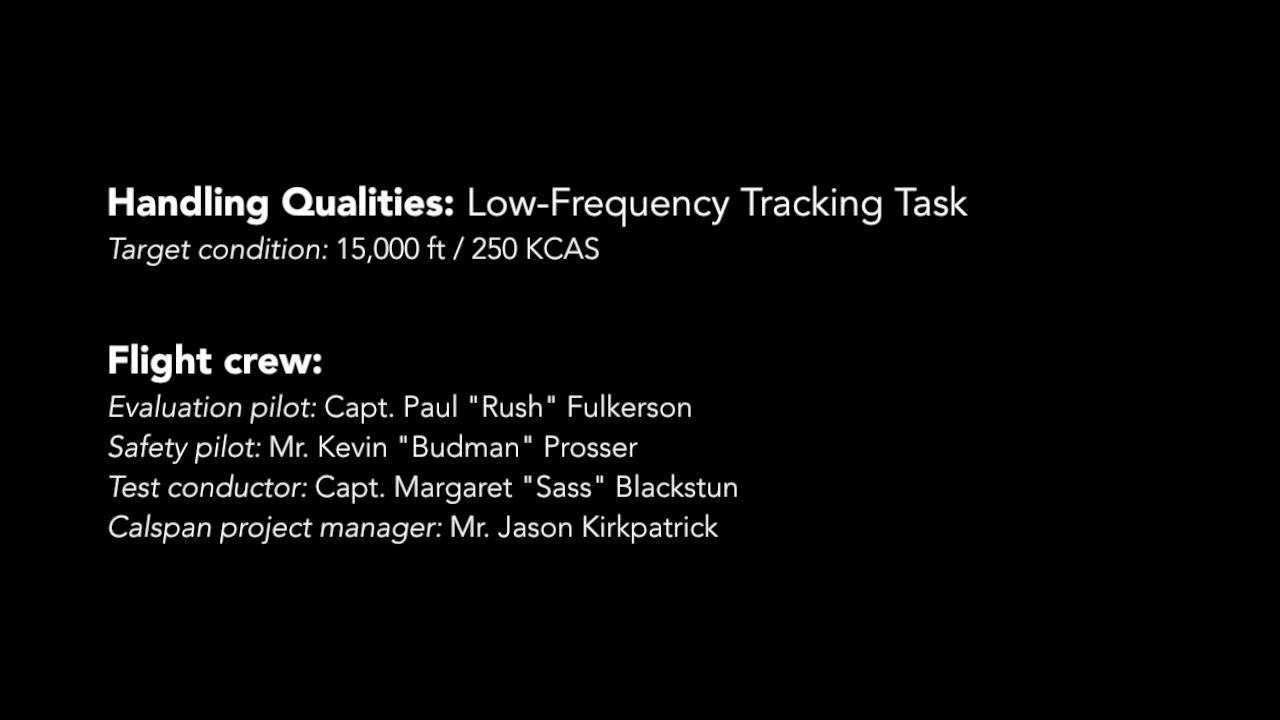 Handling Qualities: Low-Frequency Tracking Task
Target condition: 15,000 ft / 250 KCAS
Flight crew:
Evaluation pilot: Capt. Paul "Rush" Fulkerson
Safety pilot: Mr. Kevin "Budman" Prosser
Test conductor: Capt. Margaret "Sass" Blackstun
Calspan project manager: Mr. Jason Kirkpatrick